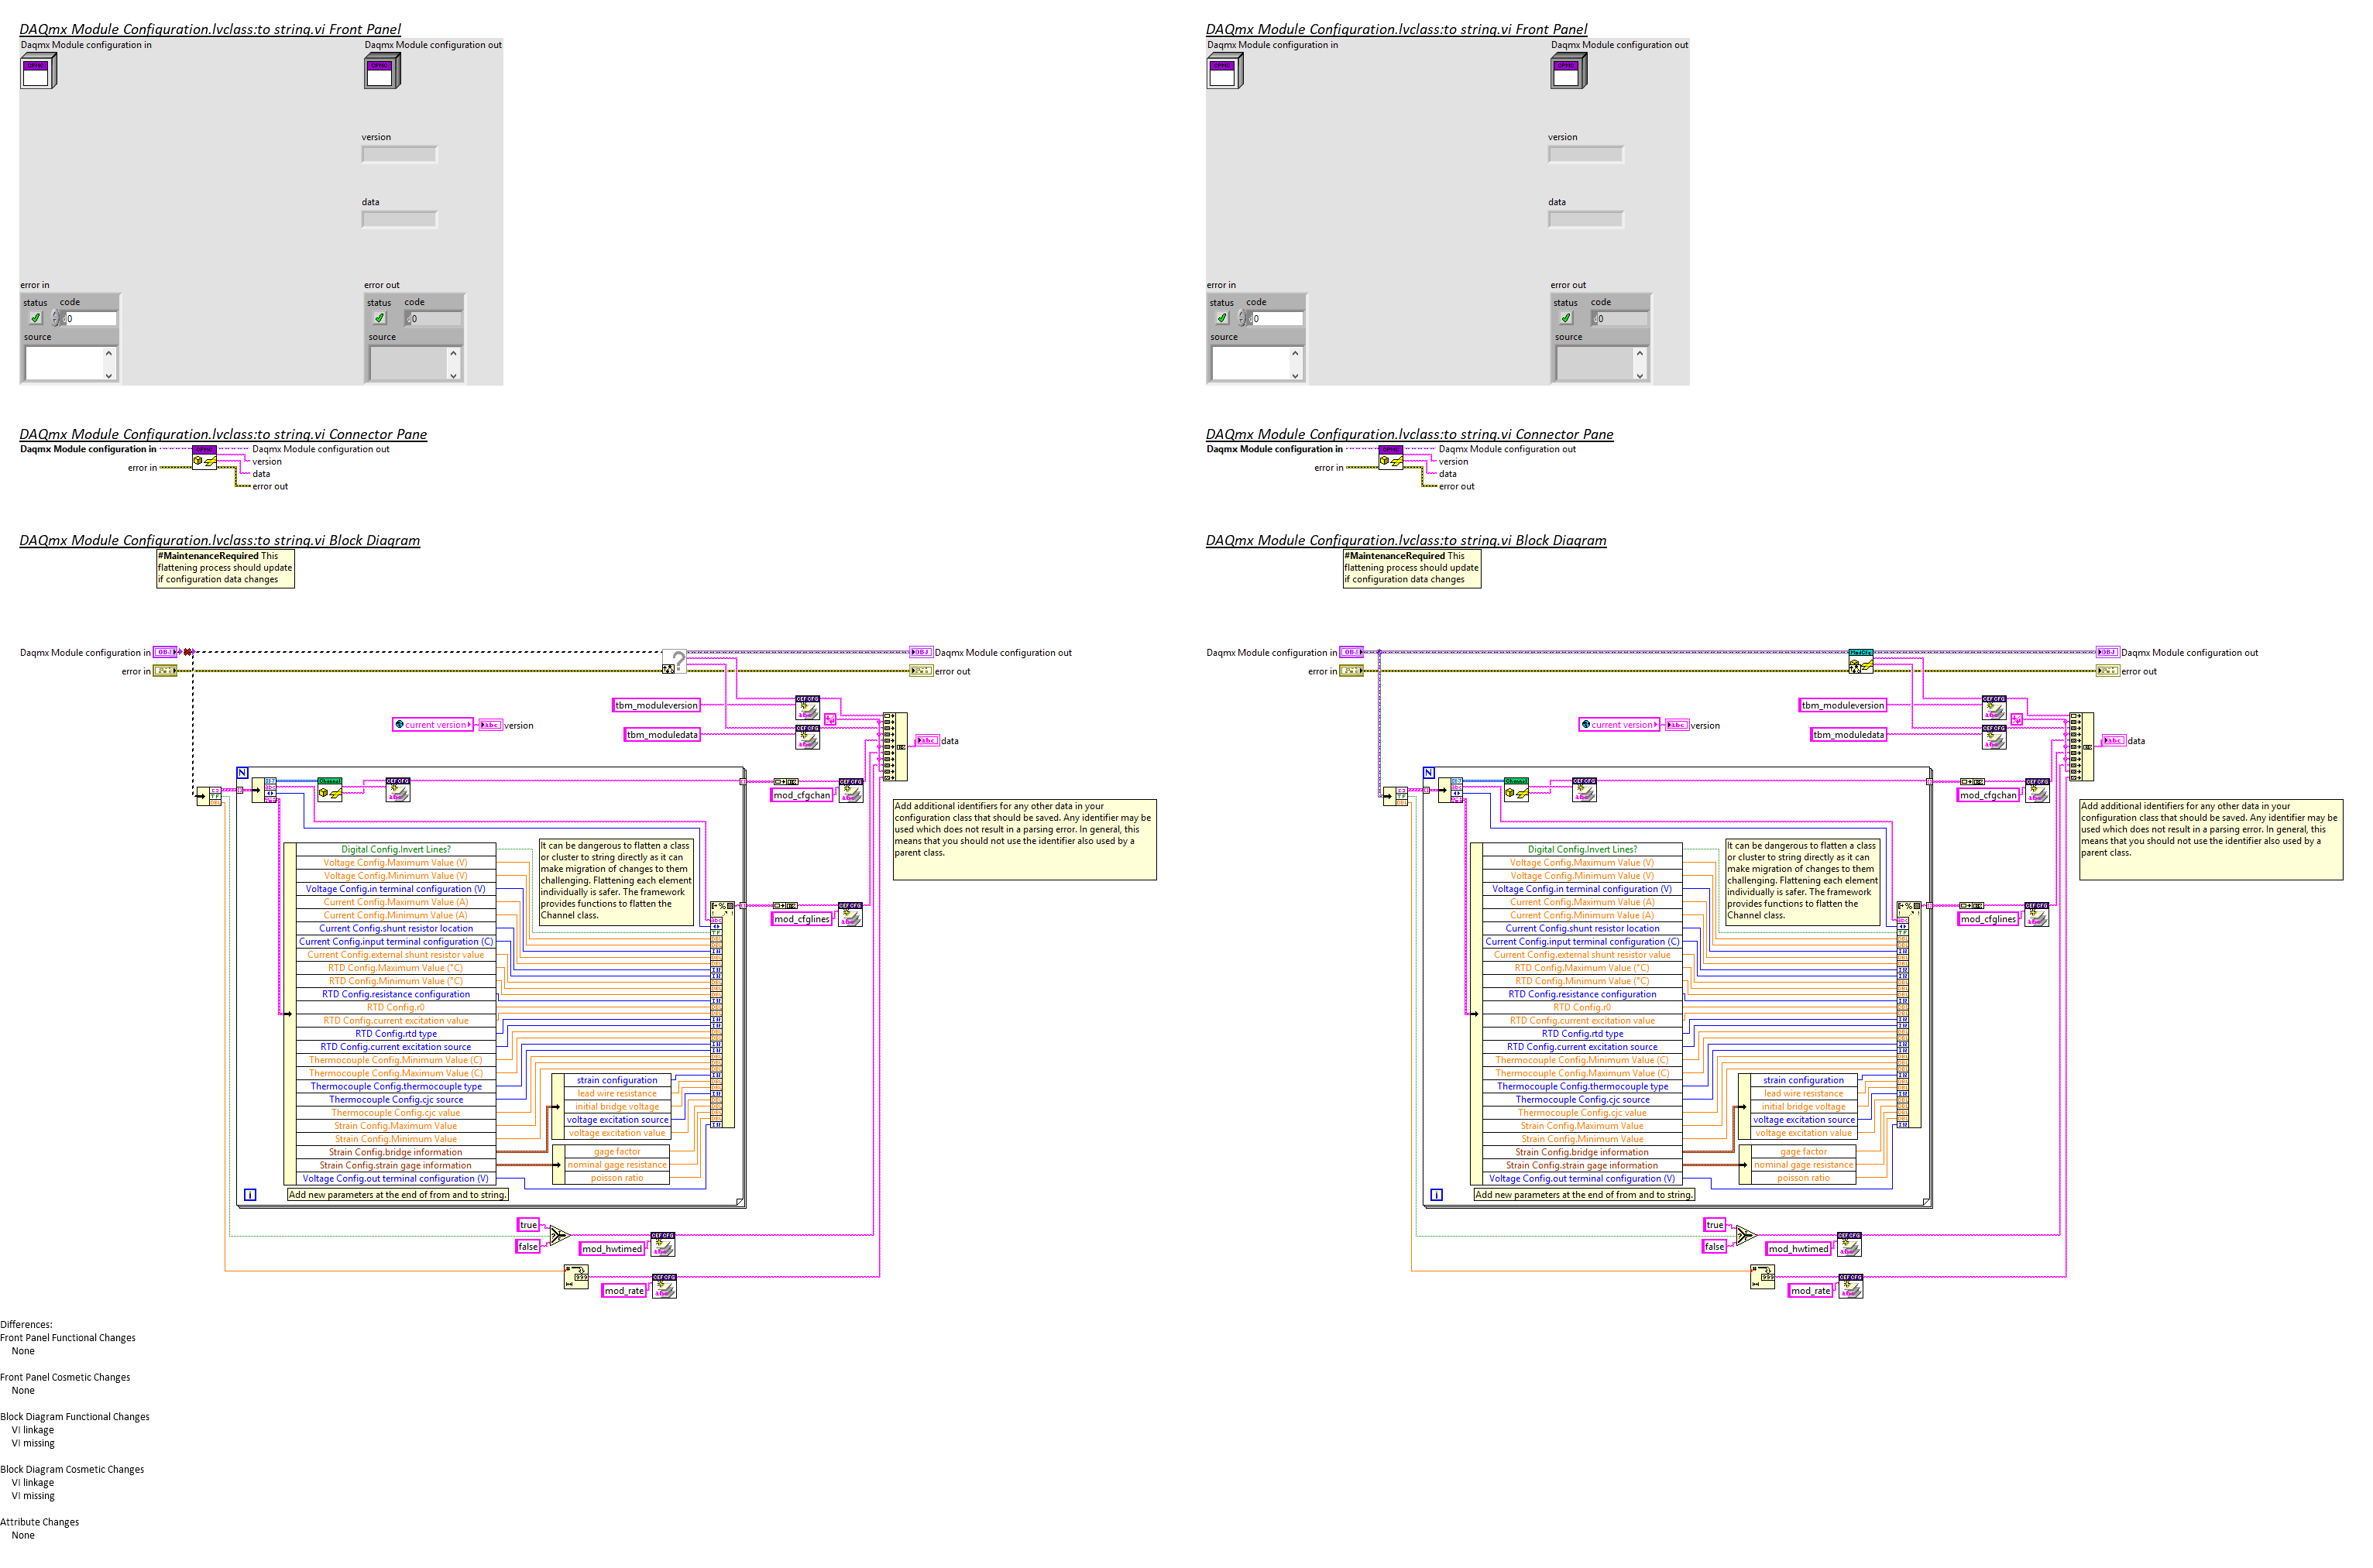 DAQmx Module Configuration.lvclass:to string.vi Front Panel
Daqmx Module configuration in
Daqmx Module configuration out
version
data
error in
status
code
0
source
error out
status
code
0
source
DAQmx Module Configuration.lvclass:to string.vi Connector Pane
Daqmx Module configuration in
Daqmx Module configuration out
version
error in
data
error out
DAQmx Module Configuration.lvclass:to string.vi Block Diagram
#MaintenanceRequired This
flattening process should update
if configuration data changes
Daqmx Module configuration in
Daqmx Module configuration out
error in
error out
tbm_moduleversion
current version
version
tbm_moduledata
data
N
Channel
mod_cfgchan
Add additional identifiers for any other data in your
configuration class that should be saved. Any identifier may be
used which does not result in a parsing error. In general, this
means that you should not use the identifier also used by a
parent class.
It can be dangerous to flatten a class
or cluster to string directly as it can
make migration of changes to them
challenging. Flattening each element
individually is safer. The framework
provides functions to flatten the
Channel class.
mod_cfglines
Digital Config.Invert Lines?
Voltage Config.Maximum Value (V)
Voltage Config.Minimum Value (V)
Voltage Config.in terminal configuration (V)
Current Config.Maximum Value (A)
Current Config.Minimum Value (A)
Current Config.shunt resistor location
Current Config.input terminal configuration (C)
Current Config.external shunt resistor value
RTD Config.Maximum Value (°C)
RTD Config.Minimum Value (°C)
RTD Config.resistance configuration
RTD Config.r0
RTD Config.current excitation value
RTD Config.rtd type
RTD Config.current excitation source
Thermocouple Config.Minimum Value (C)
Thermocouple Config.Maximum Value (C)
Thermocouple Config.thermocouple type
Thermocouple Config.cjc source
Thermocouple Config.cjc value
Strain Config.Maximum Value
Strain Config.Minimum Value
Strain Config.bridge information
Strain Config.strain gage information
Voltage Config.out terminal configuration (V)
strain configuration
lead wire resistance
initial bridge voltage
voltage excitation source
voltage excitation value
gage factor
nominal gage resistance
poisson ratio
i
Add new parameters at the end of from and to string.
true
false
mod_hwtimed
mod_rate
DAQmx Module Configuration.lvclass:to string.vi Front Panel
Daqmx Module configuration in
Daqmx Module configuration out
version
data
error in
status
code
0
source
error out
status
code
0
source
DAQmx Module Configuration.lvclass:to string.vi Connector Pane
Daqmx Module configuration in
Daqmx Module configuration out
version
error in
data
error out
DAQmx Module Configuration.lvclass:to string.vi Block Diagram
#MaintenanceRequired This
flattening process should update
if configuration data changes
Daqmx Module configuration in
Daqmx Module configuration out
error in
error out
tbm_moduleversion
current version
version
tbm_moduledata
data
N
Channel
mod_cfgchan
Add additional identifiers for any other data in your
configuration class that should be saved. Any identifier may be
used which does not result in a parsing error. In general, this
means that you should not use the identifier also used by a
parent class.
It can be dangerous to flatten a class
or cluster to string directly as it can
make migration of changes to them
challenging. Flattening each element
individually is safer. The framework
provides functions to flatten the
Channel class.
mod_cfglines
Digital Config.Invert Lines?
Voltage Config.Maximum Value (V)
Voltage Config.Minimum Value (V)
Voltage Config.in terminal configuration (V)
Current Config.Maximum Value (A)
Current Config.Minimum Value (A)
Current Config.shunt resistor location
Current Config.input terminal configuration (C)
Current Config.external shunt resistor value
RTD Config.Maximum Value (°C)
RTD Config.Minimum Value (°C)
RTD Config.resistance configuration
RTD Config.r0
RTD Config.current excitation value
RTD Config.rtd type
RTD Config.current excitation source
Thermocouple Config.Minimum Value (C)
Thermocouple Config.Maximum Value (C)
Thermocouple Config.thermocouple type
Thermocouple Config.cjc source
Thermocouple Config.cjc value
Strain Config.Maximum Value
Strain Config.Minimum Value
Strain Config.bridge information
Strain Config.strain gage information
Voltage Config.out terminal configuration (V)
strain configuration
lead wire resistance
initial bridge voltage
voltage excitation source
voltage excitation value
gage factor
nominal gage resistance
poisson ratio
i
Add new parameters at the end of from and to string.
true
false
mod_hwtimed
mod_rate
Differences:
Front Panel Functional Changes
None
Front Panel Cosmetic Changes
None
Block Diagram Functional Changes
VI linkage
VI missing
Block Diagram Cosmetic Changes
VI linkage
VI missing
Attribute Changes
None